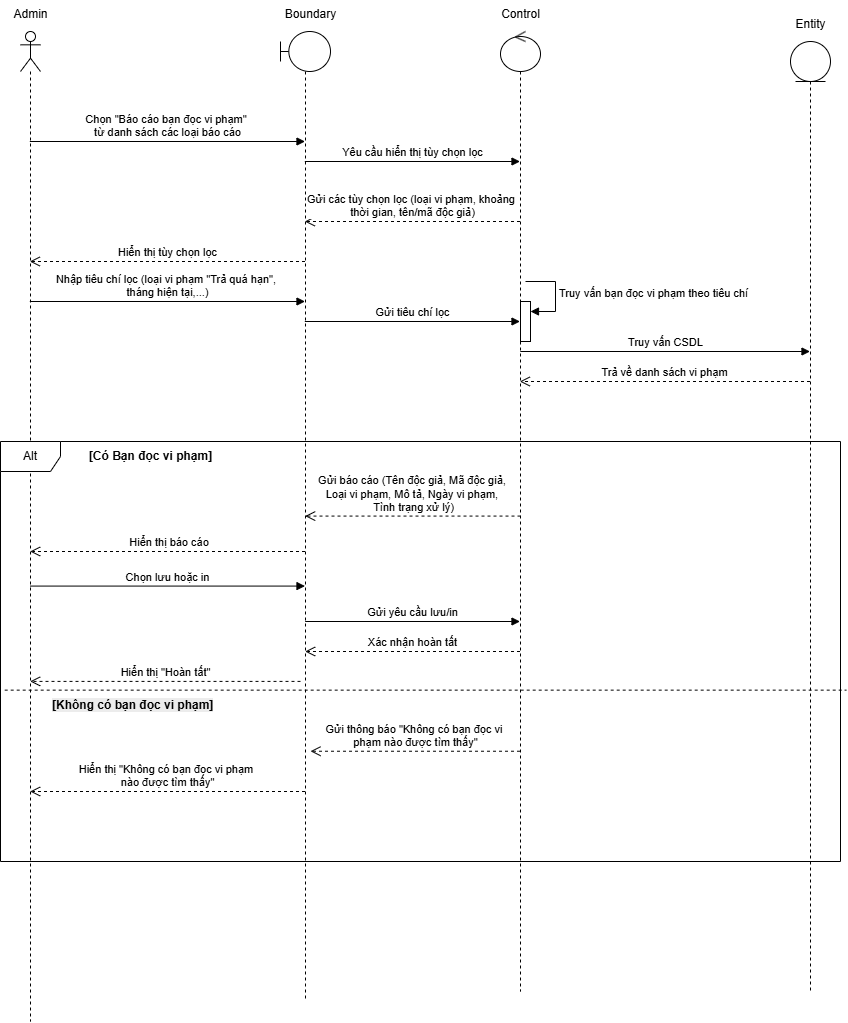 Admin
Boundary
Control
Entity
Chọn "Báo cáo bạn đọc vi phạm"
từ danh sách các loại báo cáo
Yêu cầu hiển thị tùy chọn lọc
Gửi các tùy chọn lọc (loại vi phạm, khoảng
thời gian, tên/mã độc giả)
Hiển thị tùy chọn lọc
Nhập tiêu chí lọc (loại vi phạm "Trả quá hạn",
tháng hiện tại,...)
Gửi tiêu chí lọc
Truy vấn bạn đọc vi phạm theo tiêu chí
Truy vấn CSDL
Trả về danh sách vi phạm
Alt
[Có Bạn đọc vi phạm]
Gửi báo cáo (Tên độc giả, Mã độc giả,
Loại vi phạm, Mô tả, Ngày vi phạm,
Tình trạng xử lý)
Hiển thị báo cáo
Chọn lưu hoặc in
Gửi yêu cầu lưu/in
Xác nhận hoàn tất
Hiển thị "Hoàn tất"
[Không có bạn đọc vi phạm]
Gửi thông báo "Không có bạn đọc vi
phạm nào được tìm thấy"
Hiển thị "Không có bạn đọc vi phạm
nào được tìm thấy"